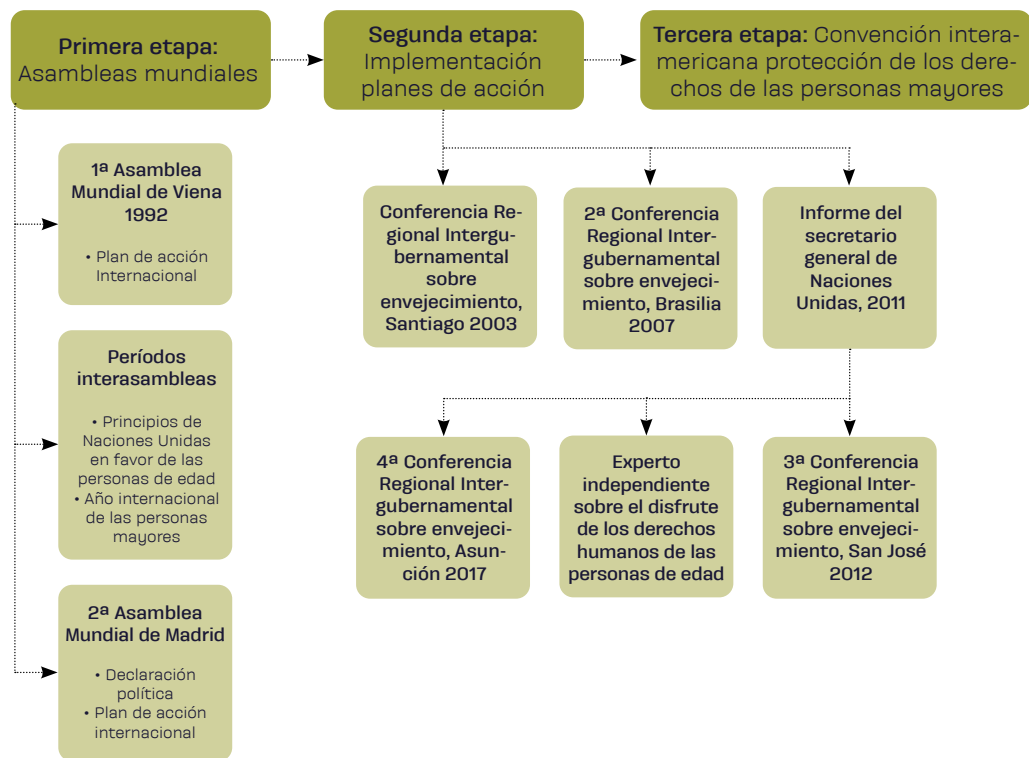 Primera etapa:
Asambleas mundiales
Segunda etapa:
Implementación
planes de acción
Tercera etapa: Convención intera-
mericana protección de los dere-
chos de las personas mayores
1ª Asamblea
Mundial de Viena
1992
• Plan de acción
Internacional
Períodos
interasambleas
• Principios de
Naciones Unidas
en favor de las
personas de edad
• Año internacional
de las personas
mayores
2ª Asamblea
Mundial de Madrid
• Declaración
política
• Plan de acción
internacional
Conferencia Re-
gional Intergu-
bernamental
sobre
envejecimiento,
Santiago 2003
2ª Conferencia
Regional Inter-
gubernamental
sobre envejeci-
miento, Brasilia
2007
Informe del
secretario
general de
Naciones
Unidas, 2011
4ª Conferencia
Regional Inter-
gubernamental
sobre envejeci-
miento, Asun-
ción 2017
Experto
independiente
sobre el disfrute
de los derechos
humanos de las
personas de edad
3ª Conferencia
Regional Inter-
gubernamental
sobre envejeci-
miento, San José
2012